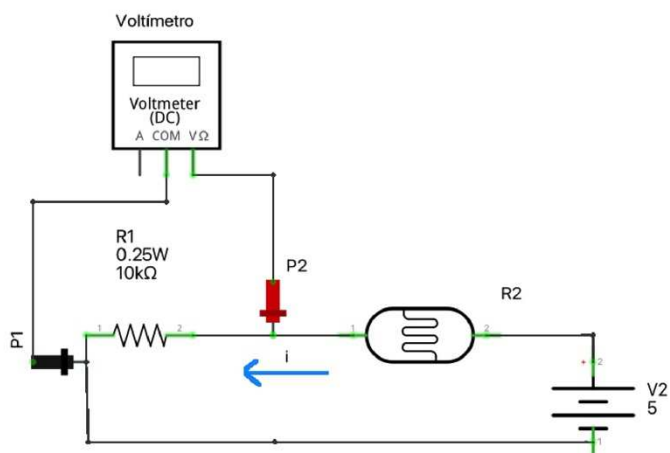 Voltímetro
Voltmeter
(DC)
A COM VΩ
R1
0.25W
10kΩ
P2
R2
P1
1 2
1 2
i
+ 2
V2
5
1